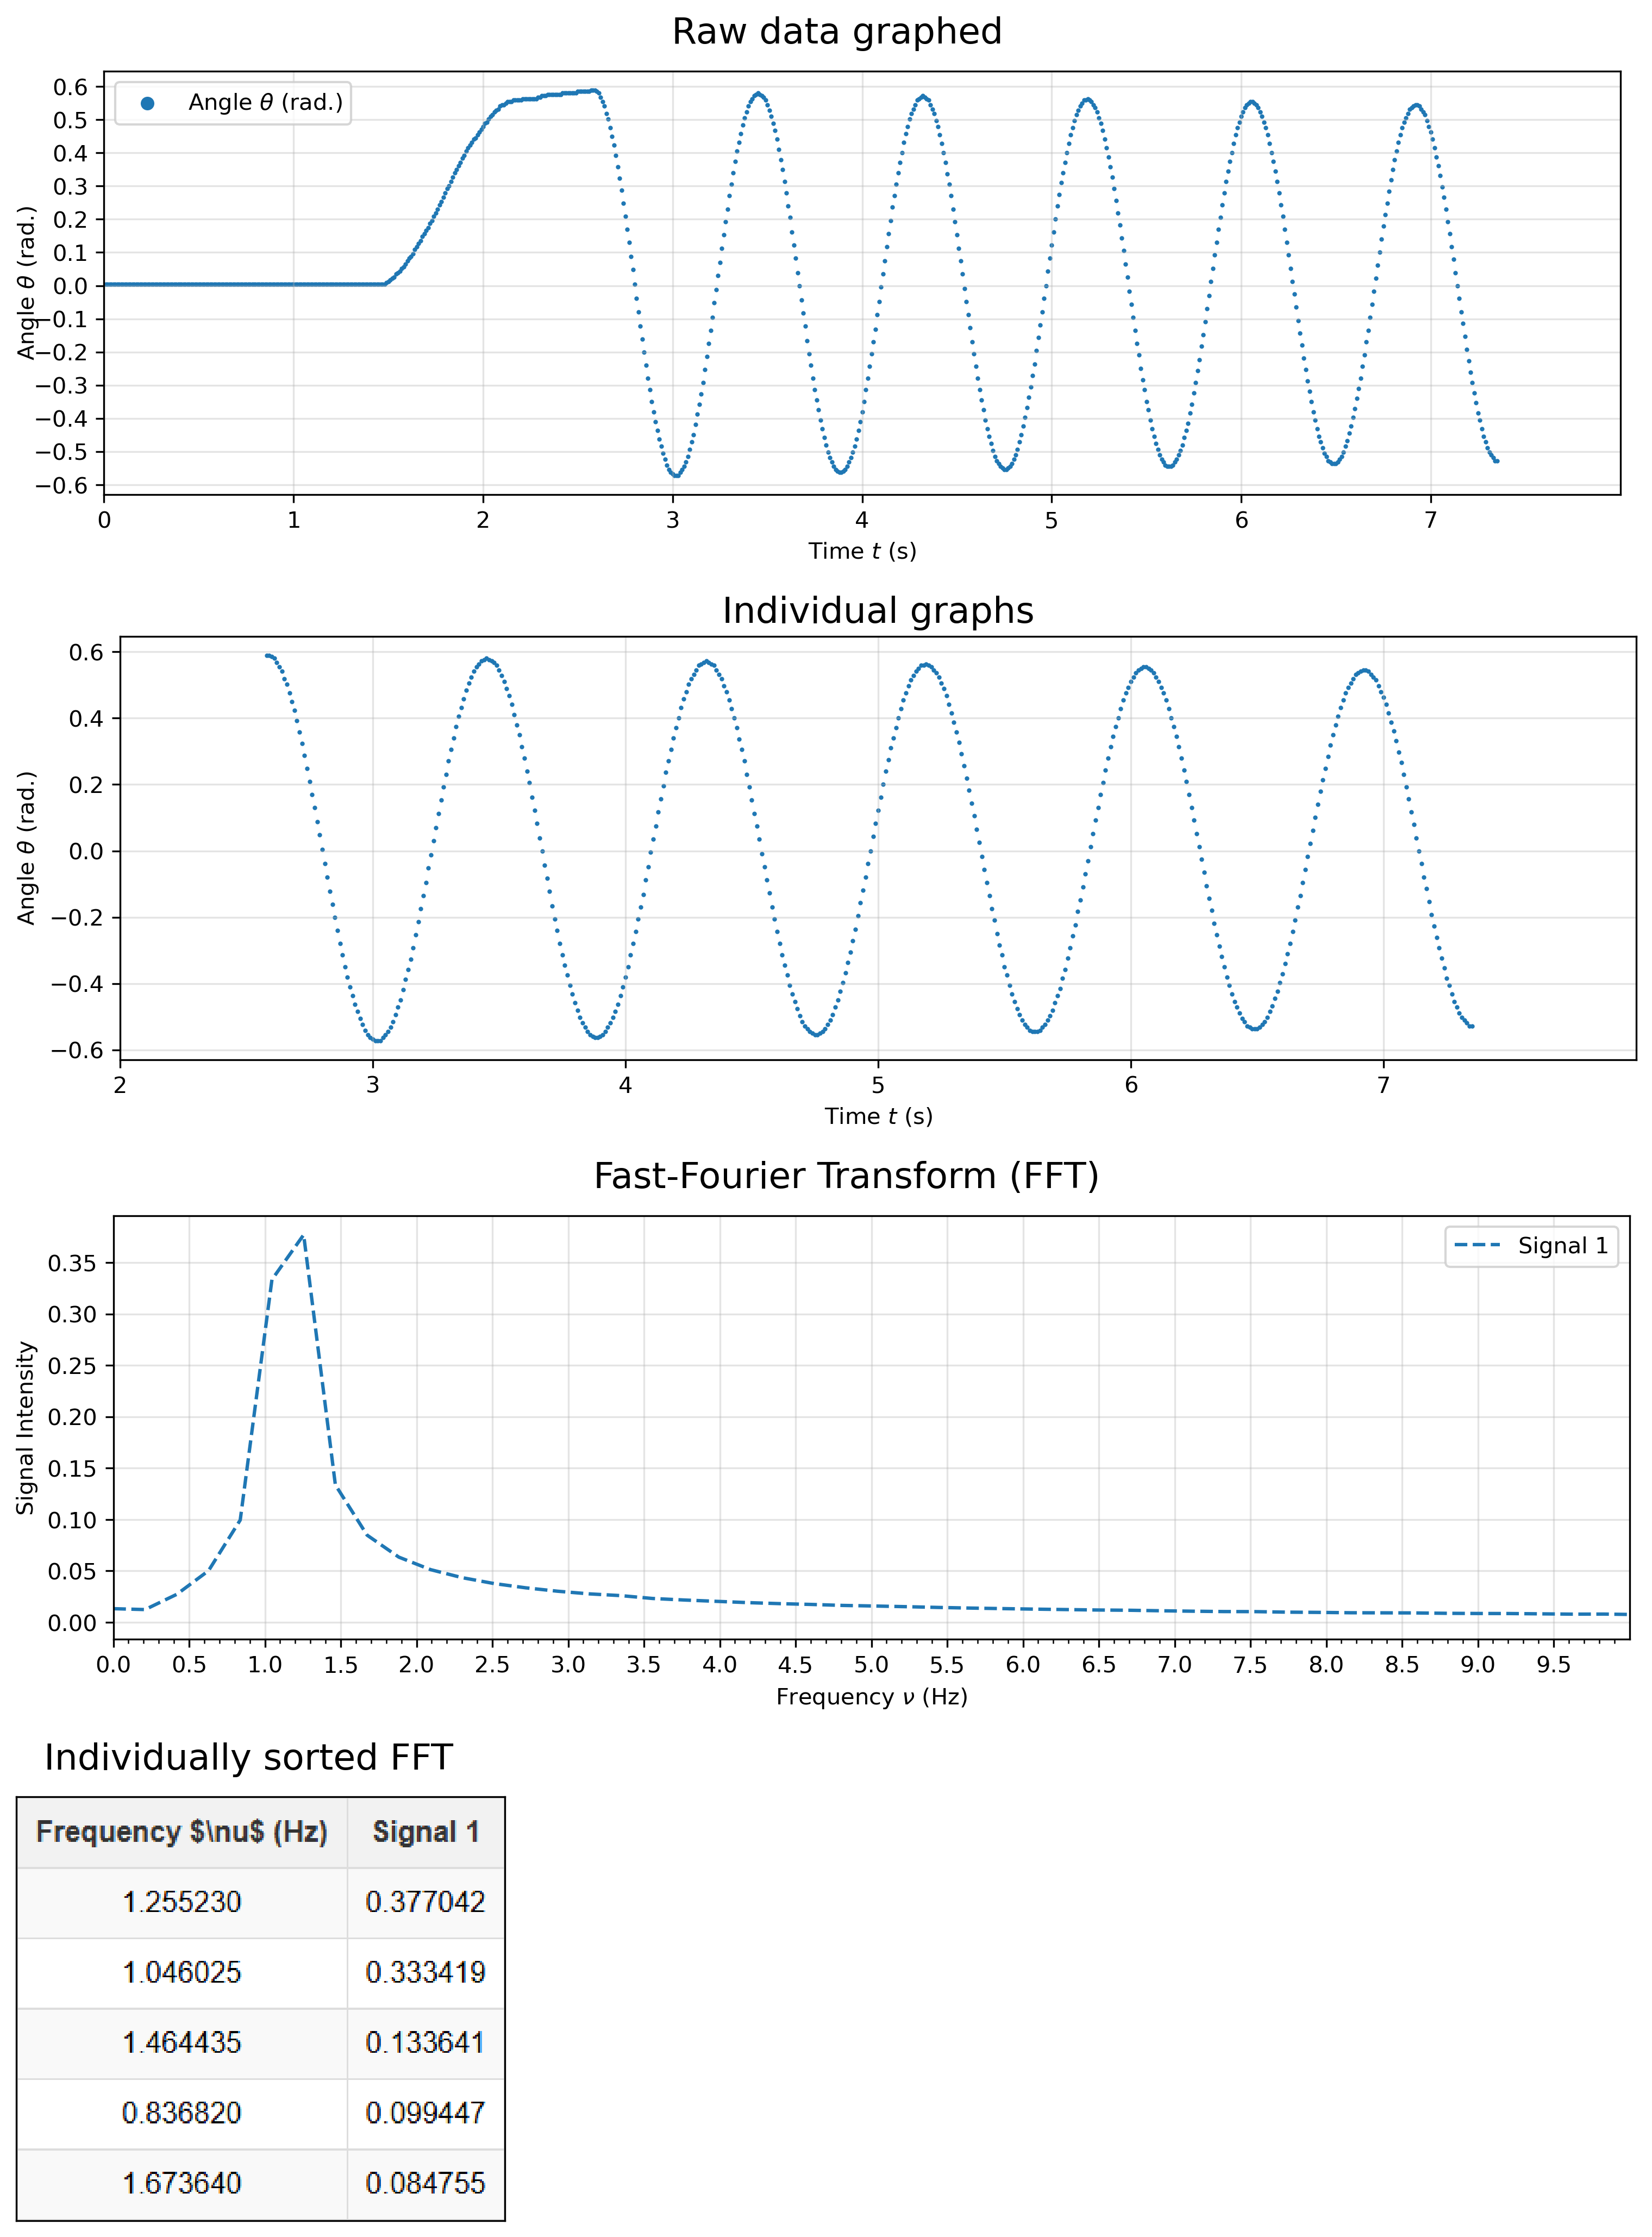 Raw data graphed
Angle θ (rad.)
0.6
0.5
0.4
0.3
0.2
0.1
0.0
−0.1
−0.2
−0.3
−0.4
−0.5
−0.6
Angle θ (rad.)
0 1 2 3 4 5 6 7
Time t (s)
Individual graphs
0.6
0.4
0.2
0.0
−0.2
−0.4
−0.6
Angle θ (rad.)
2 3 4 5 6 7
Time t (s)
Fast-Fourier Transform (FFT)
Signal 1
0.35
0.30
0.25
0.20
0.15
0.10
0.05
0.00
Signal Intensity
0.0 0.5 1.0 1.5 2.0 2.5 3.0 3.5 4.0 4.5 5.0 5.5 6.0 6.5 7.0 7.5 8.0 8.5 9.0 9.5
Frequency ν (Hz)
Individually sorted FFT
Frequency $\nu$ (Hz) Signal 1
1.255230 0.377042
1.046025 0.333419
1.464435 0.133641
0.836820 0.099447
1.673640 0.084755